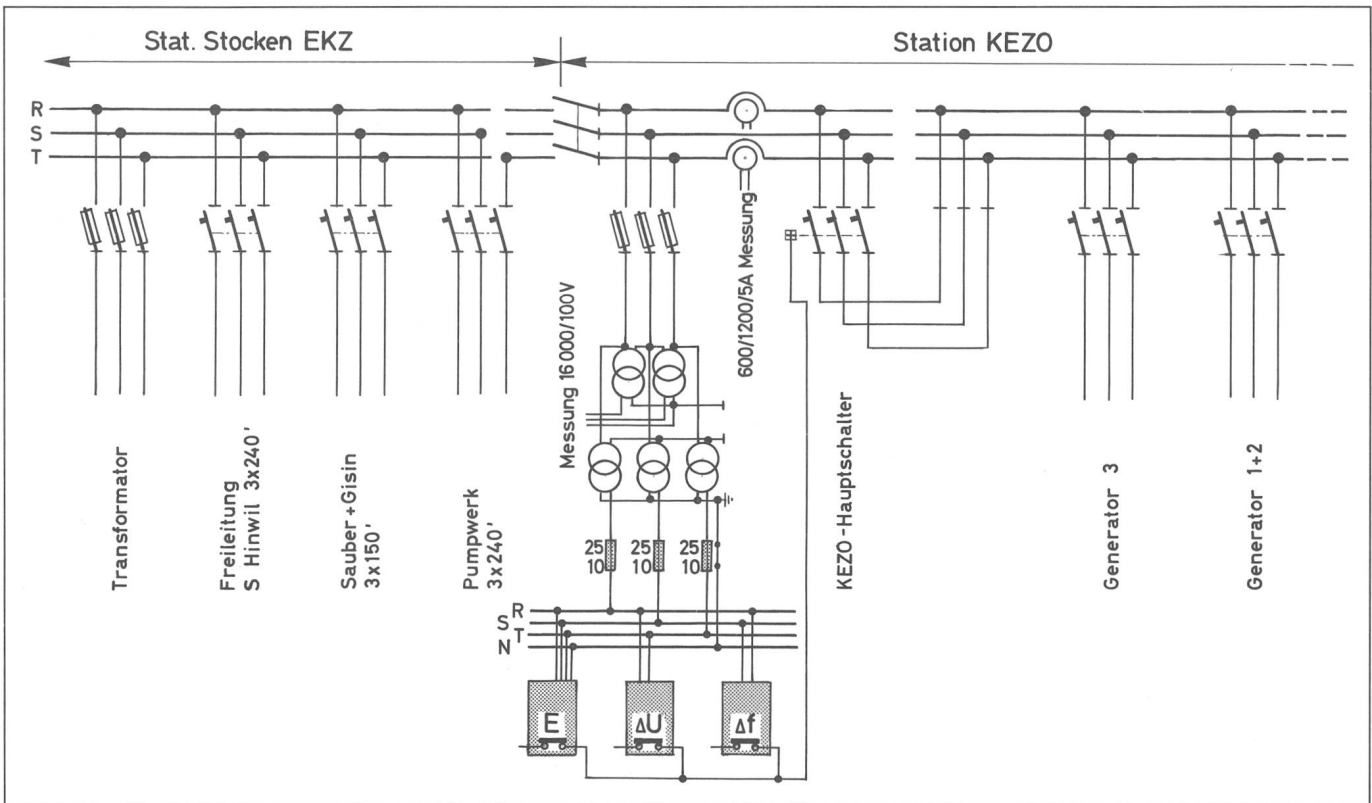 Stat. Stocken EKZ
Station KEZO
R
S
T
Messung 16000/100V
600/1200/5A Messung
Transformator
Freileitung
S Hinwil 3x240'
Sauber+Gisin
3x150'
Pumpwerk
3x240'
KEZO-Hauptschalter
Generator 3
Generator 1+2
25
10
25
10
25
10
R
S
T
N
E
ΔU
Δf